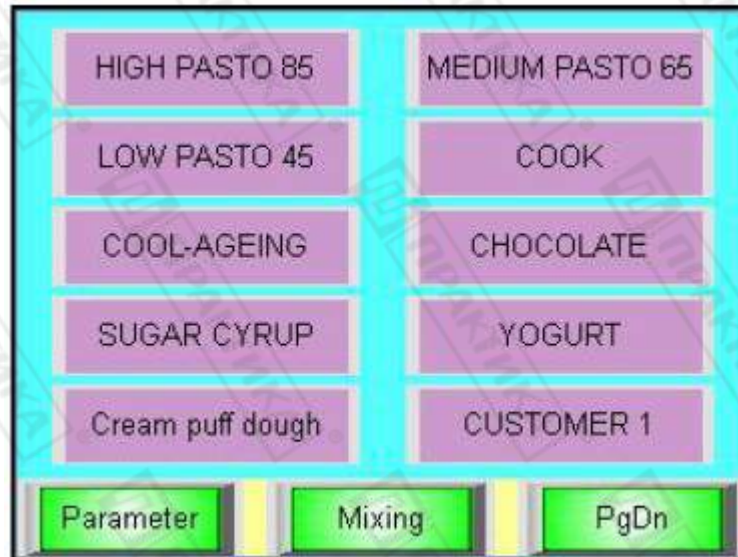 HIGH PASTO 85
MEDIUM PASTO 65
LOW PASTO 45
COOK
COOL-AGEING
CHOCOLATE
SUGAR CYRUP
YOGURT
Cream puff dough
CUSTOMER 1
Parameter
Mixing
PgDn
ПРАКТИКА